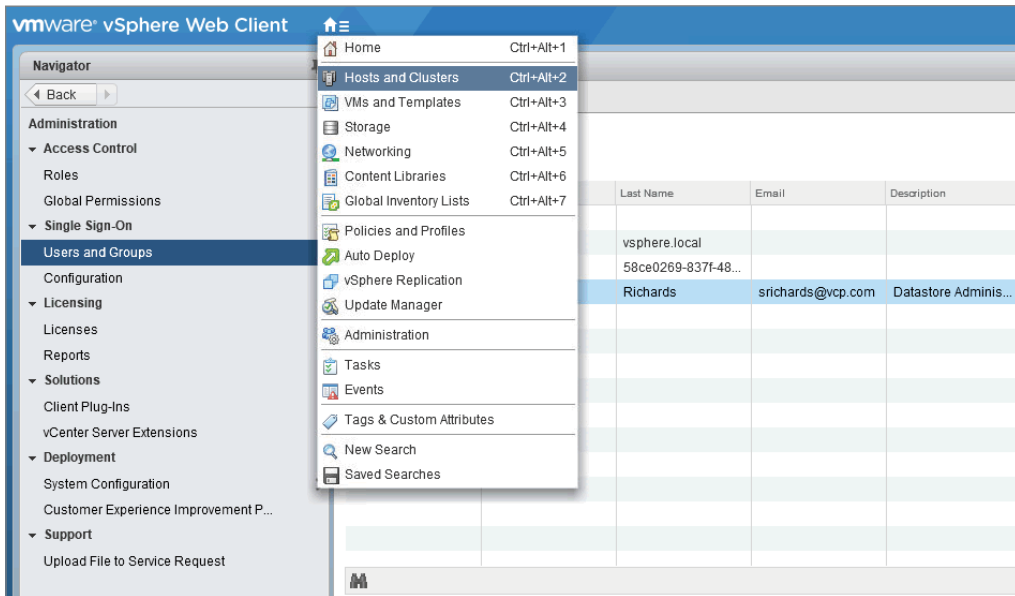 vmware® vSphere Web Client
Navigator
Back
Administration
Access Control
Roles
Global Permissions
Single Sign-On
Users and Groups
Configuration
Licensing
Licenses
Reports
Solutions
Client Plug-Ins
vCenter Server Extensions
Deployment
System Configuration
Customer Experience Improvement P...
Support
Upload File to Service Request
Home Ctrl+Alt+1
Hosts and Clusters Ctrl+Alt+2
VMs and Templates Ctrl+Alt+3
Storage Ctrl+Alt+4
Networking Ctrl+Alt+5
Content Libraries Ctrl+Alt+6
Global Inventory Lists Ctrl+Alt+7
Policies and Profiles
Auto Deploy
vSphere Replication
Update Manager
Administration
Tasks
Events
Tags & Custom Attributes
New Search
Saved Searches
Last Name Email Description
vsphere.local
58ce0269-837f-48...
Richards srichards@vcp.com Datastore Adminis...